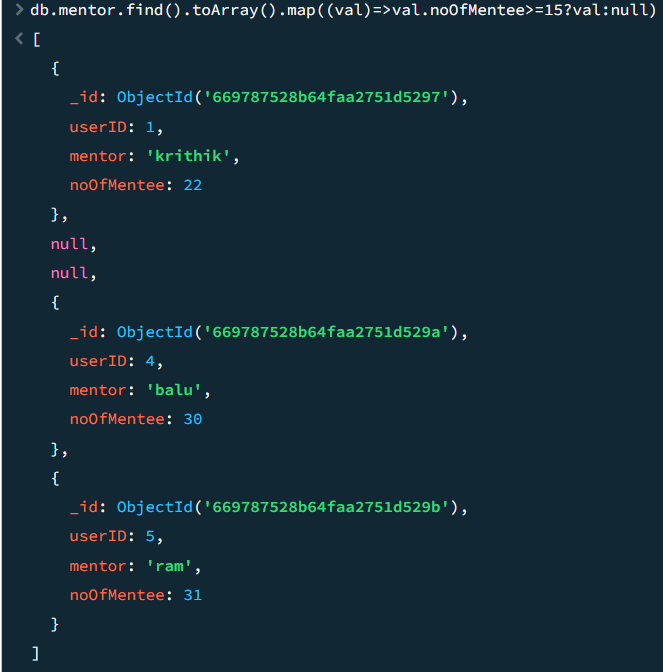 > db.mentor.find().toArray().map((val)=>val.noOfMentee>=15?val:null)
< [
{
_id: ObjectId('669787528b64faa2751d5297'),
userID: 1,
mentor: 'krithik',
noOfMentee: 22
},
null,
null,
{
_id: ObjectId('669787528b64faa2751d529a'),
userID: 4,
mentor: 'balu',
noOfMentee: 30
},
{
_id: ObjectId('669787528b64faa2751d529b'),
userID: 5,
mentor: 'ram',
noOfMentee: 31
}
]